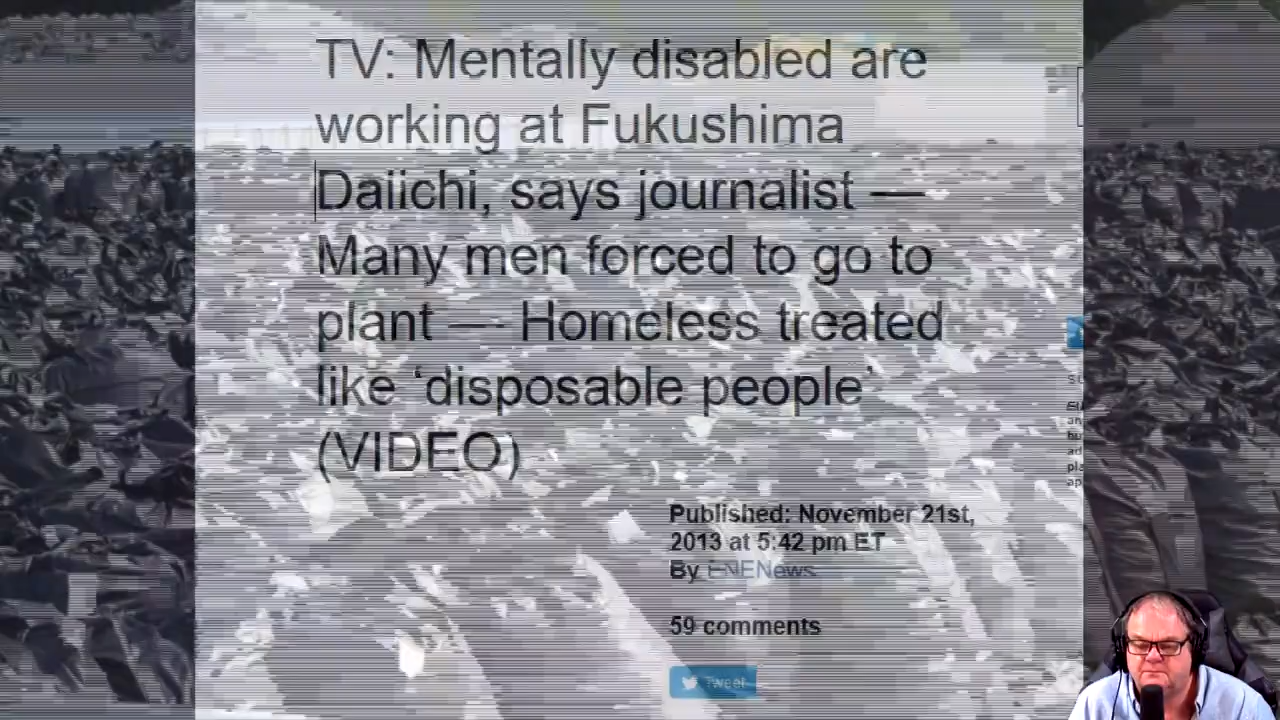 TV: Mentally disabled are
working at Fukushima
Daiichi, says journalist —
Many men forced to go to
plant — Homeless treated
like ‘disposable people’
(VIDEO)
Published: November 21st,
2013 at 5:42 pm ET
By ENENews
59 comments
Tweet